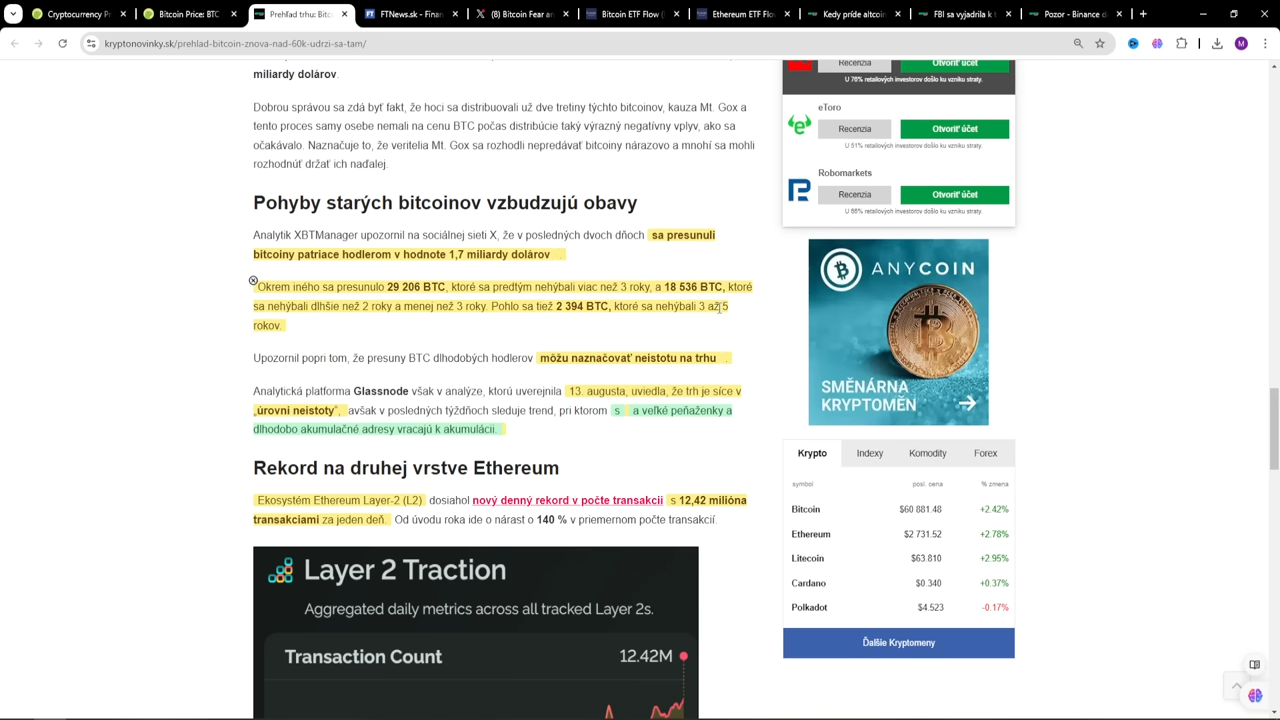 ocurrency Pr
Bitcoin Price: BTC
Prehľad trhu: Bitc
FTNews.sk - 
(8) Bitcoin Fear
Bitcoin ETF Flow (
Ethereum ETF Flo
Kedy príde altcoin
FBI sa vyjadrila k t
Pozor - Binance d
kryptonovinky.sk/prehlad-bitcoin-znova-nad-60k-udrzi-sa-tam/
M
miliardy dolárov.
Dobrou správou sa zdá byť fakt, že hoci sa distribuovali už dve tretiny týchto bitcoinov, kauza Mt. Gox a
tento proces samy osebe nemali na cenu BTC počas distribúcie taký výrazný negatívny vplyv, ako sa
očakávalo. Naznačuje to, že veritelia Mt. Gox sa rozhodli nepredávať bitcoiny nárazovo a mnohí sa mohli
rozhodnúť držať ich naďalej.
Pohyby starých bitcoinov vzbudzujú obavy
Analytik XBTManager upozornil na sociálnej sieti X, že v posledných dvoch dňoch sa presunuli
bitcoiny patriace hodlerom v hodnote 1,7 miliardy dolárov
Okrem iného sa presunulo 29 206 BTC, ktoré sa predtým nehýbali viac než 3 roky, a 18 536 BTC, ktoré
sa nehýbali dlhšie než 2 roky a menej než 3 roky. Pohlo sa tiež 2 394 BTC, ktoré sa nehýbali 3 až 5
rokov.
Upozornil popri tom, že presuny BTC dlhodobých hodlerov môžu naznačovať neistotu na trhu
Analytická platforma Glassnode však v analýze, ktorú uverejnila 13. augusta, uviedla, že trh je síce v
„úrovni neistoty“, avšak v posledných týždňoch sleduje trend, pri ktorom s a veľké peňaženky a
dlhodobo akumulačné adresy vracajú k akumulácii.
Rekord na druhej vrstve Ethereum
Ekosystém Ethereum Layer-2 (L2) dosiahol nový denný rekord v počte transakcií s 12,42 milióna
transakciami za jeden deň. Od úvodu roka ide o nárast o 140 % v priemernom počte transakcií.
Layer 2 Traction
Aggregated daily metrics across all tracked Layer 2s.
Transaction Count 12.42M
Recenzia Otvoriť účet
U 76% retailových investorov došlo ku vzniku straty.
eToro
Recenzia Otvoriť účet
U 51% retailových investorov došlo ku vzniku straty.
Robomarkets
Recenzia Otvoriť účet
U 66% retailových investorov došlo ku vzniku straty.
ANYCOIN
SMĚNÁRNA
KRYPTOMĚN
Krypto Indexy Komodity Forex
symbol posl. cena % zmena
Bitcoin $60 881.48 +2.42%
Ethereum $2 731.52 +2.78%
Litecoin $63.810 +2.95%
Cardano $0.340 +0.37%
Polkadot $4.523 -0.17%
Ďalšie Kryptomeny